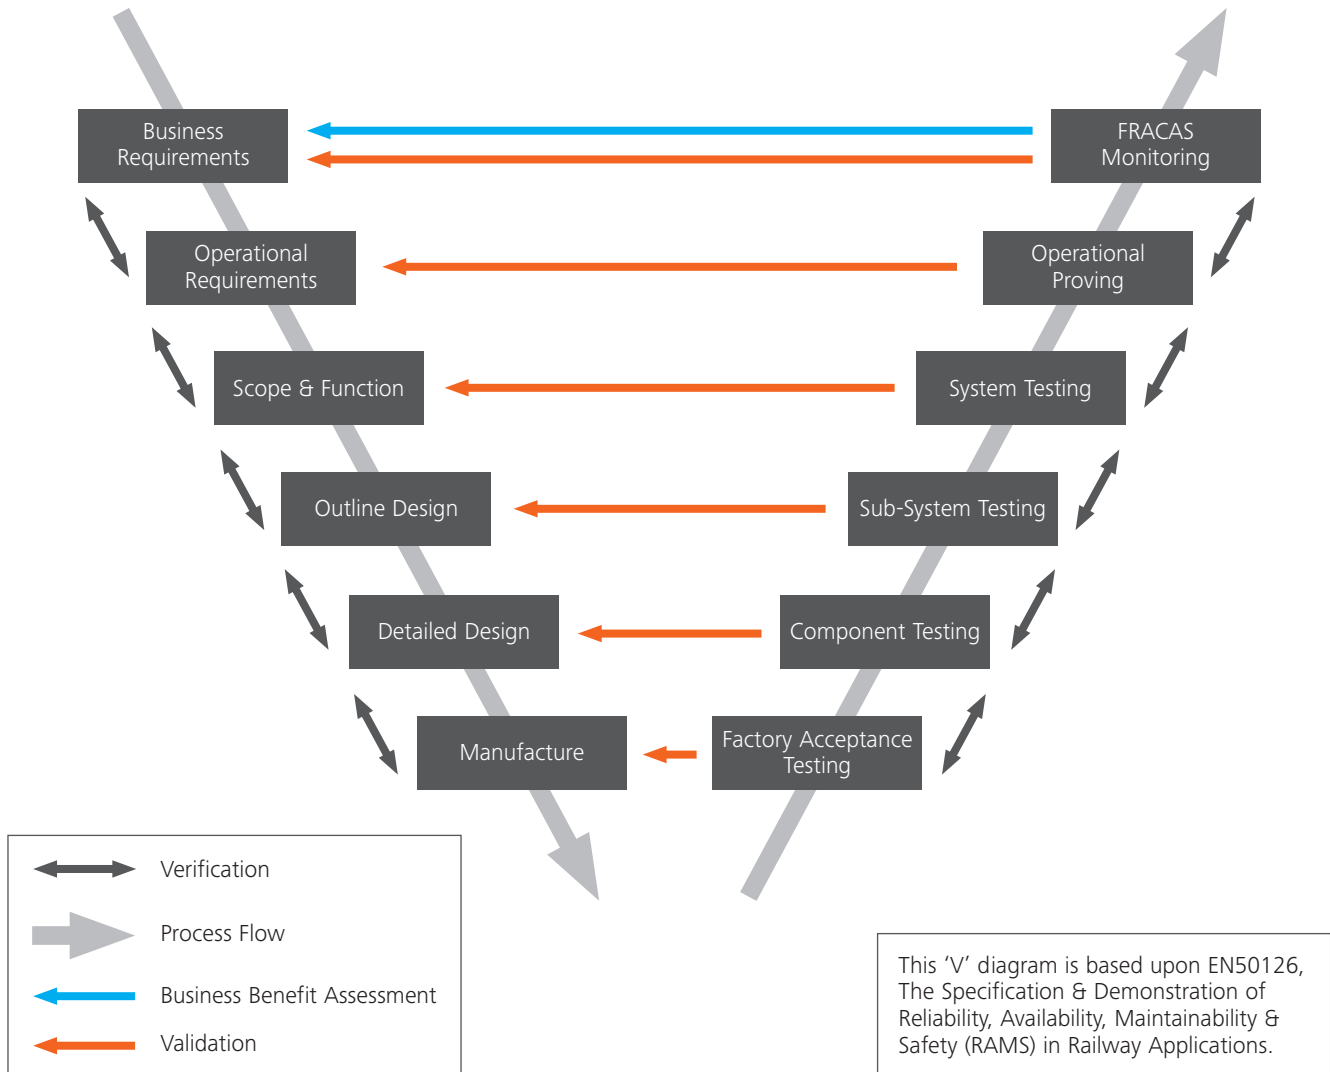 Business
Requirements
FRACAS
Monitoring
Operational
Requirements
Operational
Proving
Scope & Function
System Testing
Outline Design
Sub-System Testing
Detailed Design
Component Testing
Manufacture
Factory Acceptance
Testing
Verification
Process Flow
Business Benefit Assessment
Validation
This ‘V’ diagram is based upon EN50126,
The Specification & Demonstration of
Reliability, Availability, Maintainability &
Safety (RAMS) in Railway Applications.